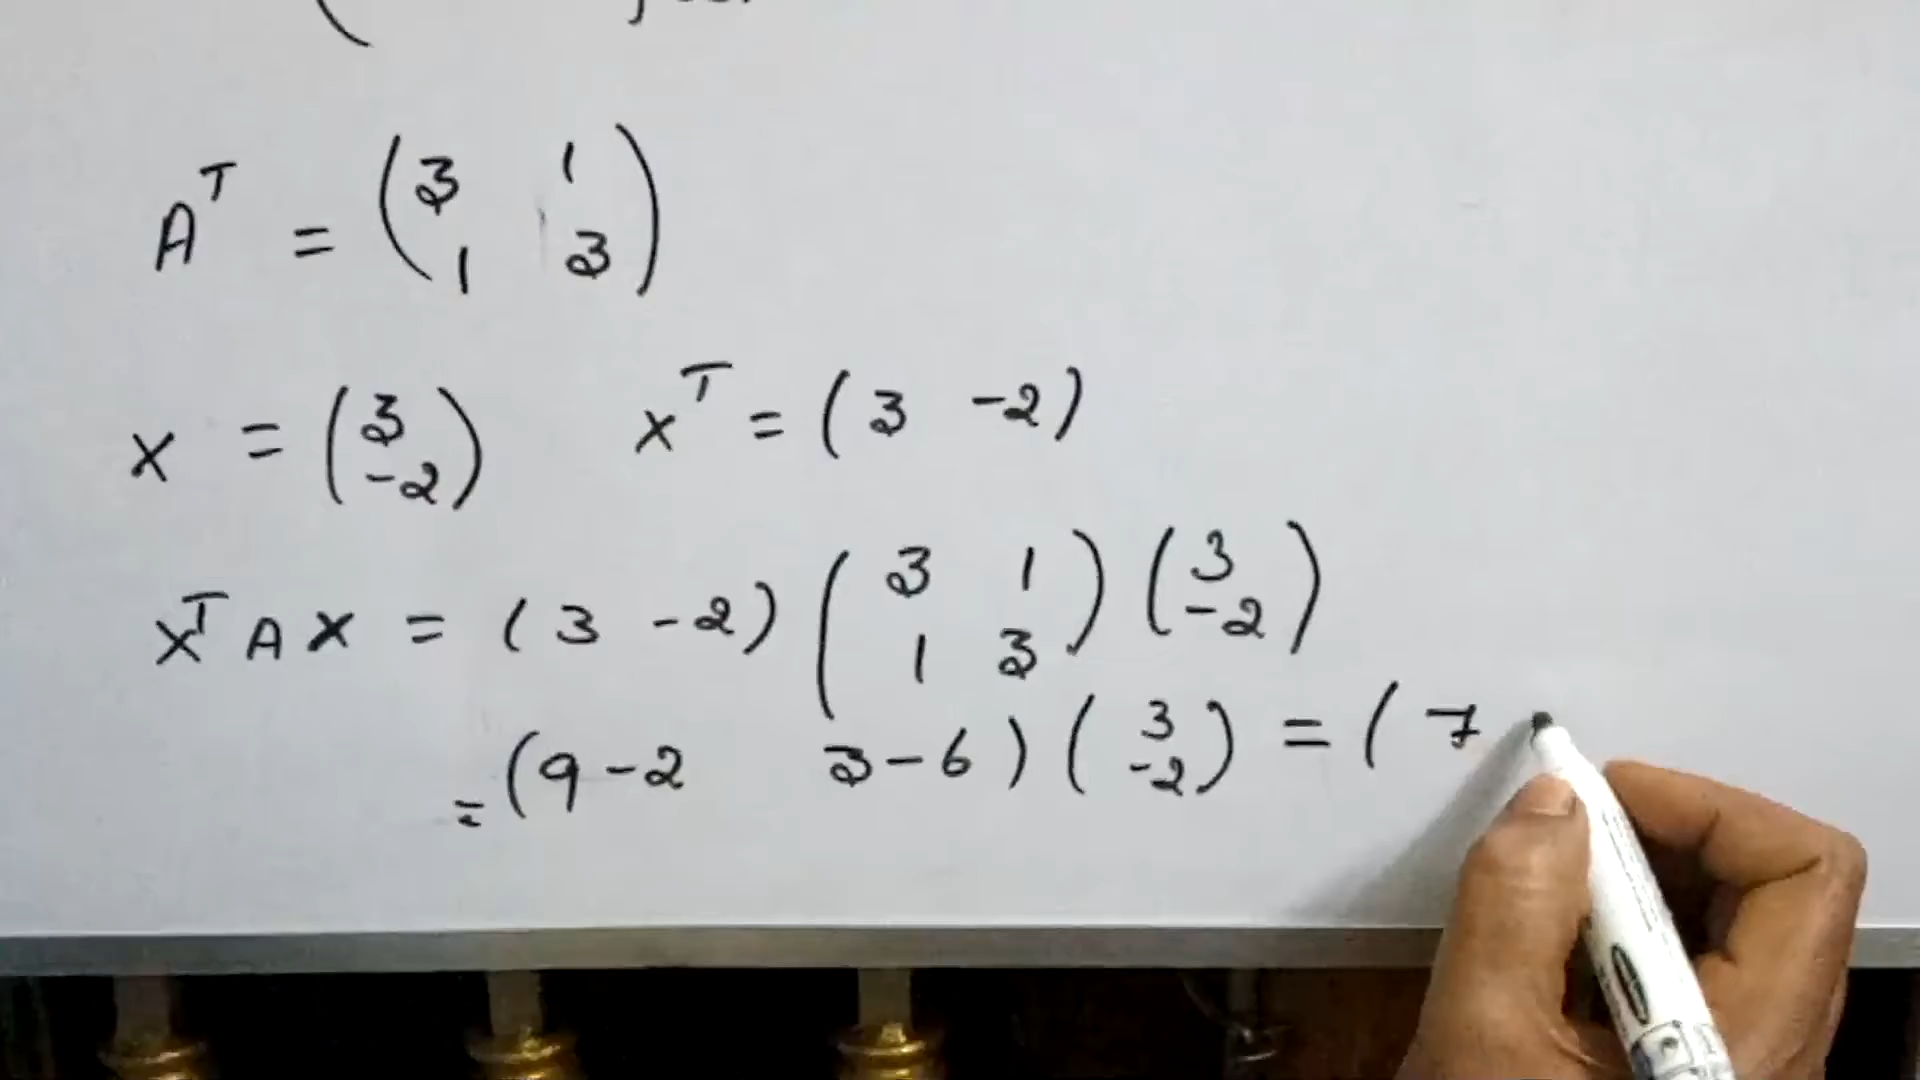 A^T = ( 3 1
1 3 )
x = ( 3
-2 ) x^T = ( 3 -2 )
x^T A x = ( 3 -2 ) ( 3 1
1 3 ) ( 3
-2 )
= ( 9-2 3-6 ) ( 3
-2 ) = ( 7